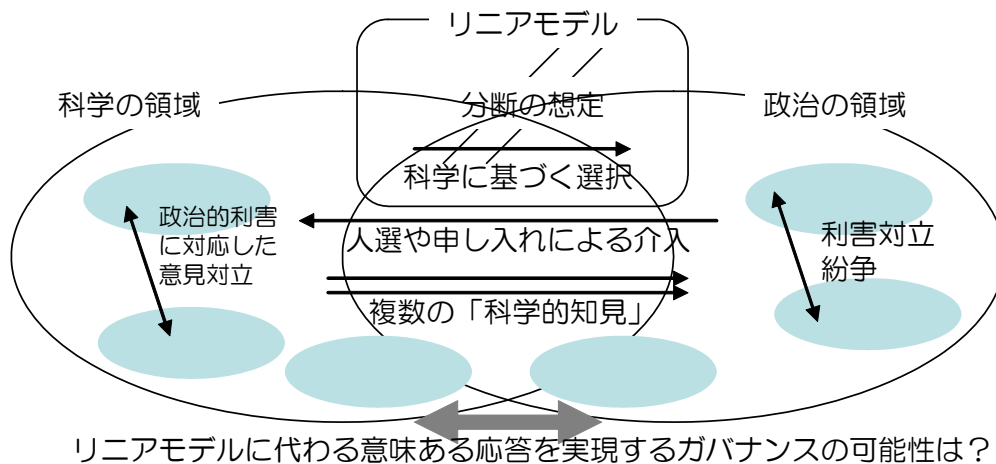 リニアモデル
科学の領域
分断の想定
政治の領域
科学に基づく選択
政治的利害
に対応した
意見対立
人選や申し入れによる介入
利害対立
紛争
複数の「科学的知見」
リニアモデルに代わる意味ある応答を実現するガバナンスの可能性は？